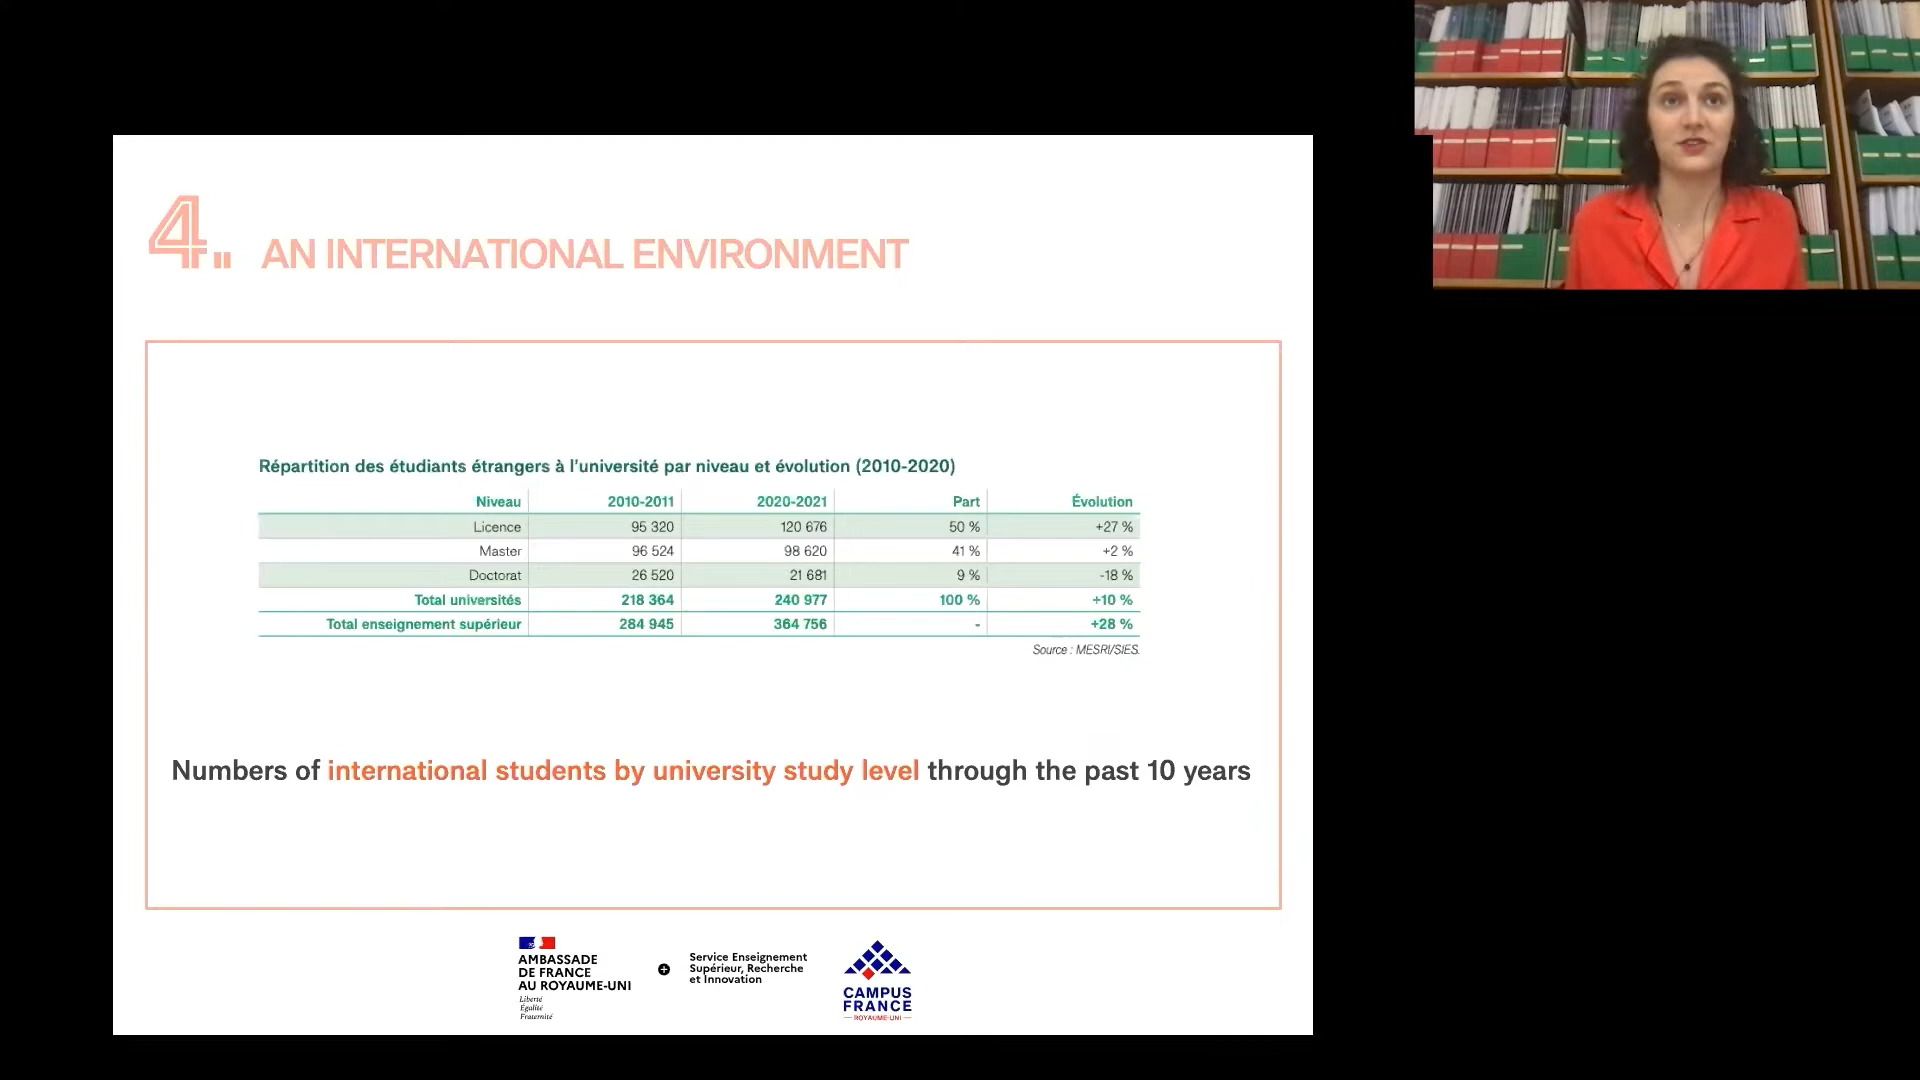 4. AN INTERNATIONAL ENVIRONMENT
Répartition des étudiants étrangers à l'université par niveau et évolution (2010-2020)
Niveau 2010-2011 2020-2021 Part Évolution
Licence 95 320 120 676 50 % +27 %
Master 96 524 98 620 41 % +2 %
Doctorat 26 520 21 681 9 % -18 %
Total universités 218 364 240 977 100 % +10 %
Total enseignement supérieur 284 945 364 756 - +28 %
Source : MESRI/SIES.
Numbers of international students by university study level through the past 10 years
AMBASSADE
DE FRANCE
AU ROYAUME-UNI
Liberté
Égalité
Fraternité
Service Enseignement
Supérieur, Recherche
et Innovation
CAMPUS
FRANCE
ROYAUME-UNI